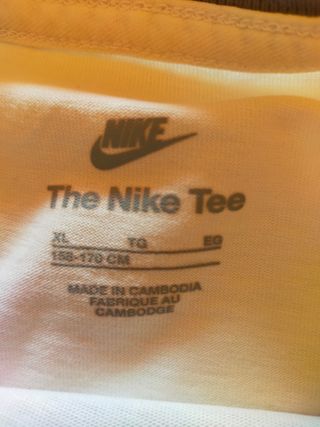 NIKE
The Nike Tee
XL TG EG
158-170 CM
MADE IN CAMBODIA
FABRIQUE AU
CAMBODGE